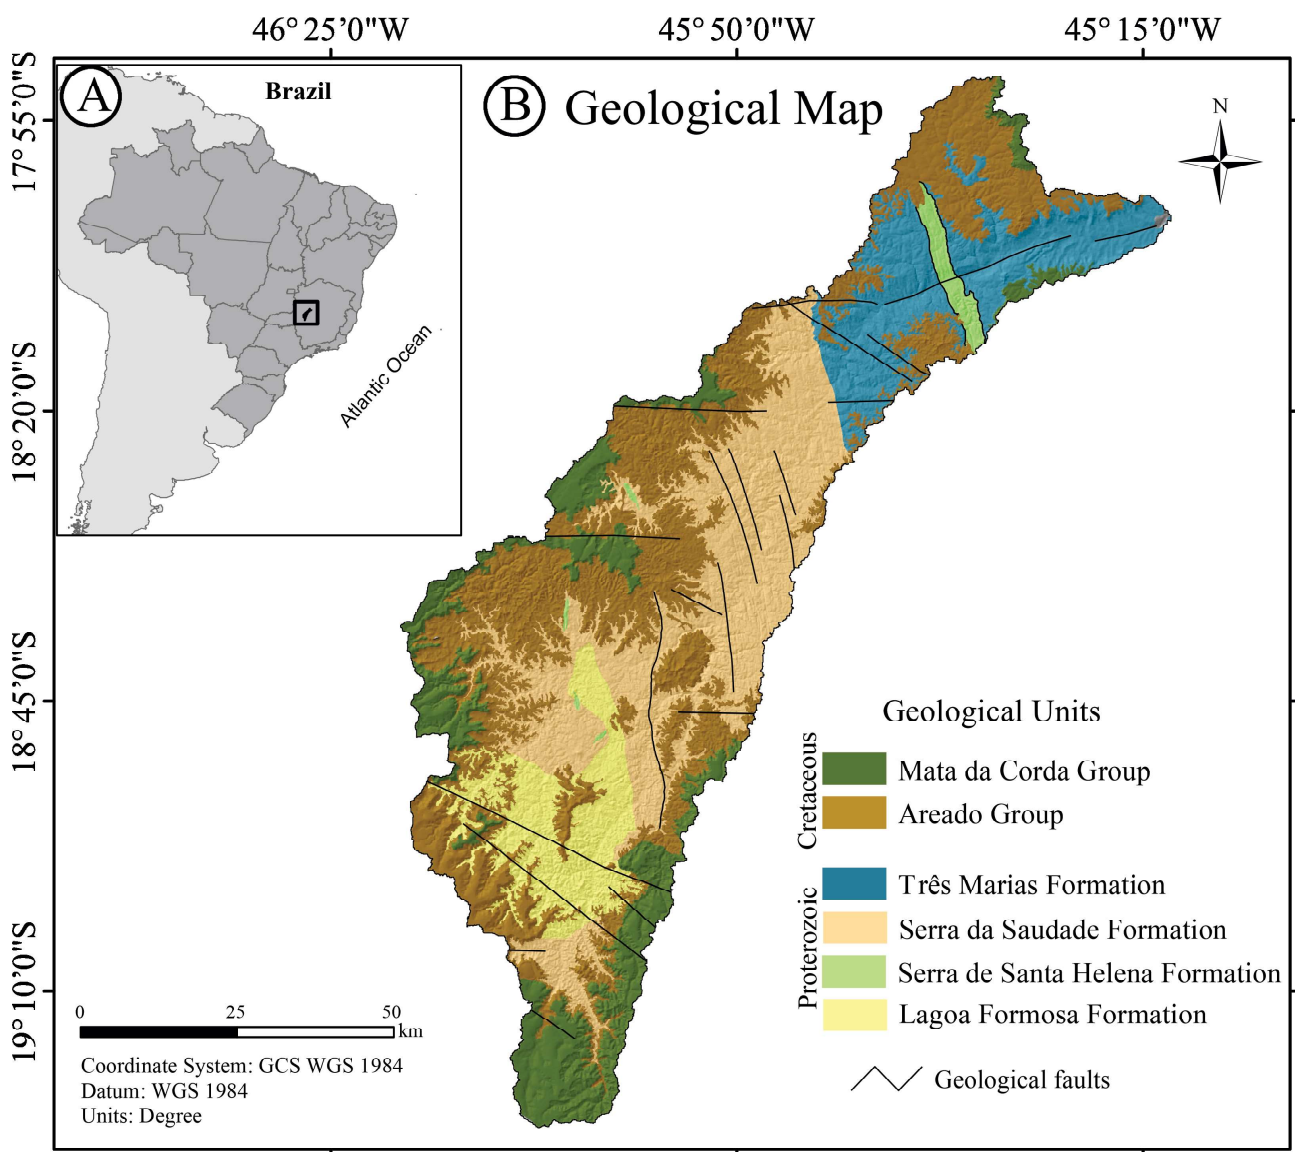 46° 25’0"W
45° 50’0"W
45° 15’0"W
17° 55’0"S
18° 20’0"S
18° 45’0"S
19° 10’0"S
A
Brazil
Atlantic Ocean
B Geological Map
N
Geological Units
Cretaceous
Mata da Corda Group
Areado Group
Proterozoic
Três Marias Formation
Serra da Saudade Formation
Serra de Santa Helena Formation
Lagoa Formosa Formation
Geological faults
0 25 50
km
Coordinate System: GCS WGS 1984
Datum: WGS 1984
Units: Degree